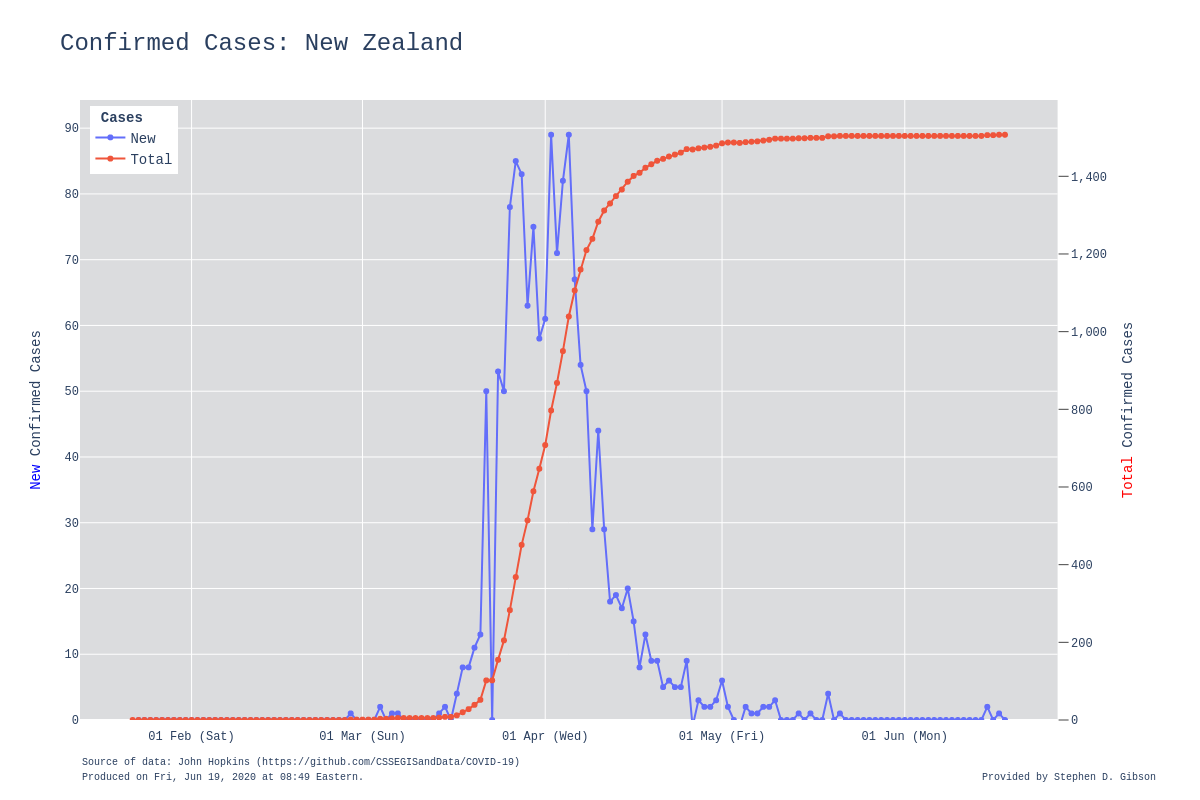 Confirmed Cases: New Zealand
Cases
New
Total
90
80
70
60
50
40
30
20
10
0
New Confirmed Cases
1,400
1,200
1,000
800
600
400
200
0
Total Confirmed Cases
01 Feb (Sat)
01 Mar (Sun)
01 Apr (Wed)
01 May (Fri)
01 Jun (Mon)
Source of data: John Hopkins (https://github.com/CSSEGISandData/COVID-19)
Produced on Fri, Jun 19, 2020 at 08:49 Eastern.
Provided by Stephen D. Gibson